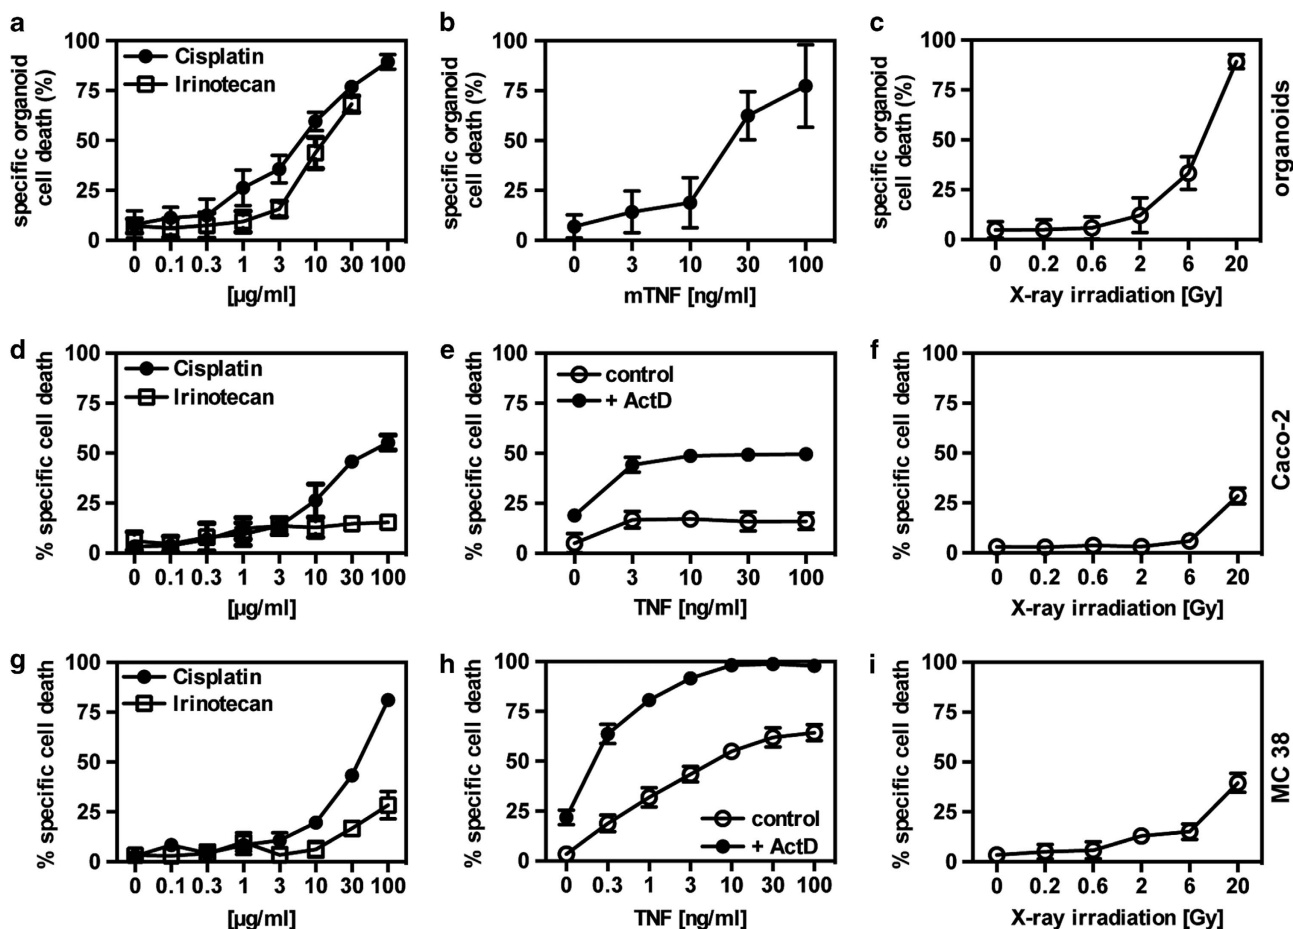 a
specific organoid
cell death (%)
100
75
50
25
0
Cisplatin
Irinotecan
0 0.1 0.3 1 3 10 30 100
[µg/ml]
b
specific organoid
cell death (%)
100
75
50
25
0
0 3 10 30 100
mTNF [ng/ml]
c
specific organoid
cell death (%)
100
75
50
25
0
0 0.2 0.6 2 6 20
X-ray irradiation [Gy]
organoids
d
% specific cell death
100
75
50
25
0
Cisplatin
Irinotecan
0 0.1 0.3 1 3 10 30 100
[µg/ml]
e
% specific cell death
100
75
50
25
0
control
+ ActD
0 3 10 30 100
TNF [ng/ml]
f
% specific cell death
100
75
50
25
0
0 0.2 0.6 2 6 20
X-ray irradiation [Gy]
Caco-2
g
% specific cell death
100
75
50
25
0
Cisplatin
Irinotecan
0 0.1 0.3 1 3 10 30 100
[µg/ml]
h
% specific cell death
100
75
50
25
0
control
+ ActD
0 0.3 1 3 10 30 100
TNF [ng/ml]
i
% specific cell death
100
75
50
25
0
0 0.2 0.6 2 6 20
X-ray irradiation [Gy]
MC 38